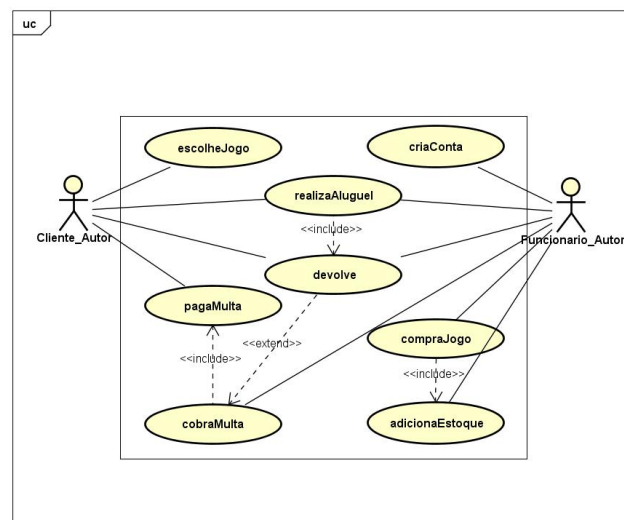 uc
escolheJogo
criaConta
realizaAluguel
Cliente_Autor
<<include>>
Funcionario_Autor
devolve
pagaMulta
<<extend>>
compraJogo
<<include>>
<<include>>
cobraMulta
adicionaEstoque